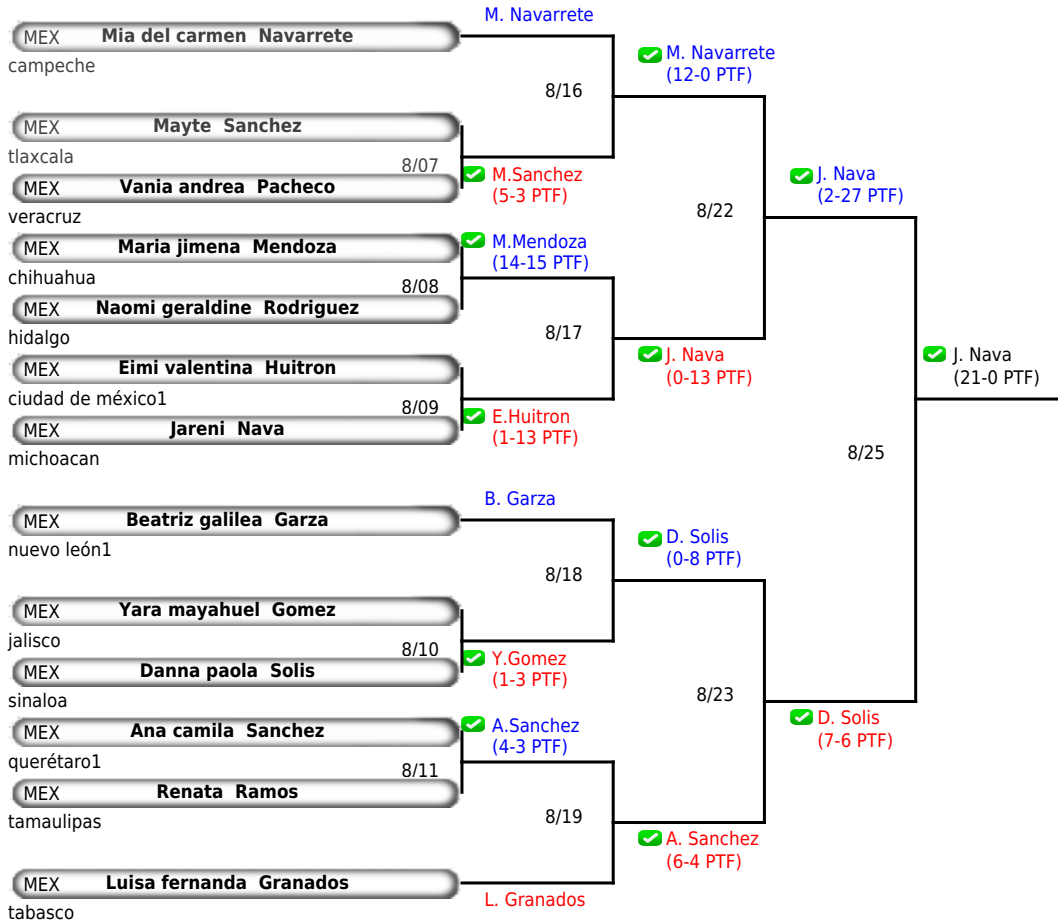 M. Navarrete
MEX Mia del carmen Navarrete
campeche
M. Navarrete
(12-0 PTF)
8/16
MEX Mayte Sanchez
tlaxcala
8/07
MEX Vania andrea Pacheco
veracruz
M.Sanchez
(5-3 PTF)
J. Nava
(2-27 PTF)
8/22
MEX Maria jimena Mendoza
chihuahua
M.Mendoza
(14-15 PTF)
8/08
MEX Naomi geraldine Rodriguez
hidalgo
8/17
MEX Eimi valentina Huitron
ciudad de méxico1
J. Nava
(0-13 PTF)
J. Nava
(21-0 PTF)
8/09
MEX Jareni Nava
michoacan
E.Huitron
(1-13 PTF)
8/25
B. Garza
MEX Beatriz galilea Garza
nuevo león1
D. Solis
(0-8 PTF)
8/18
MEX Yara mayahuel Gomez
jalisco
8/10
MEX Danna paola Solis
sinaloa
Y.Gomez
(1-3 PTF)
8/23
D. Solis
(7-6 PTF)
MEX Ana camila Sanchez
querétaro1
A.Sanchez
(4-3 PTF)
8/11
MEX Renata Ramos
tamaulipas
8/19
A. Sanchez
(6-4 PTF)
MEX Luisa fernanda Granados
tabasco
L. Granados